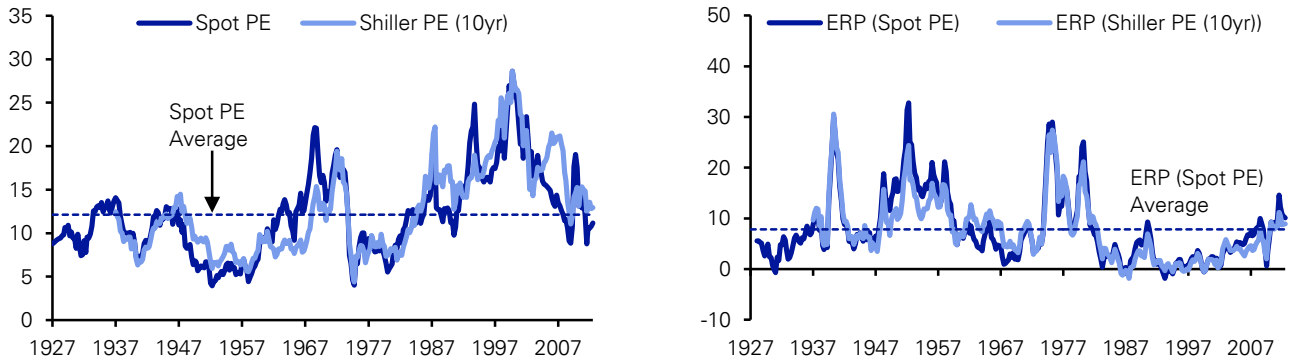 Spot PE
Shiller PE (10yr)
35
30
25
20
15
10
5
0
Spot PE
Average
1927 1937 1947 1957 1967 1977 1987 1997 2007
ERP (Spot PE)
ERP (Shiller PE (10yr))
50
40
30
20
10
0
-10
ERP (Spot PE)
Average
1927 1937 1947 1957 1967 1977 1987 1997 2007